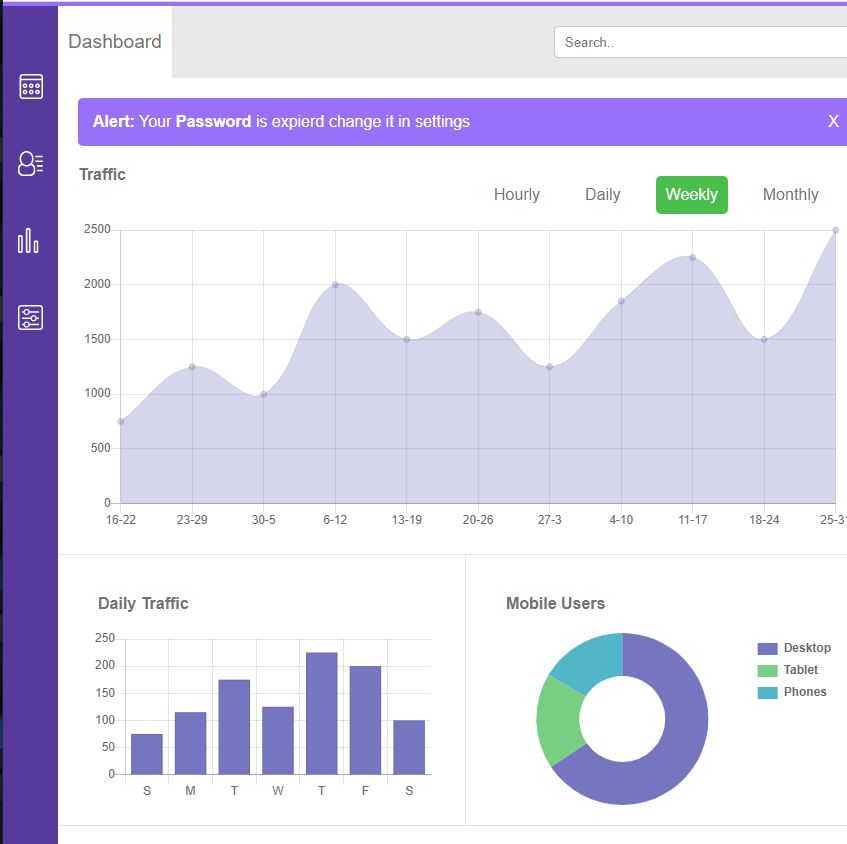 Dashboard
Search..
Alert: Your Password is expierd change it in settings X
Traffic
Hourly Daily Weekly Monthly
2500
2000
1500
1000
500
0
16-22 23-29 30-5 6-12 13-19 20-26 27-3 4-10 11-17 18-24 25-31
Daily Traffic
250
200
150
100
50
0
S M T W T F S
Mobile Users
Desktop
Tablet
Phones